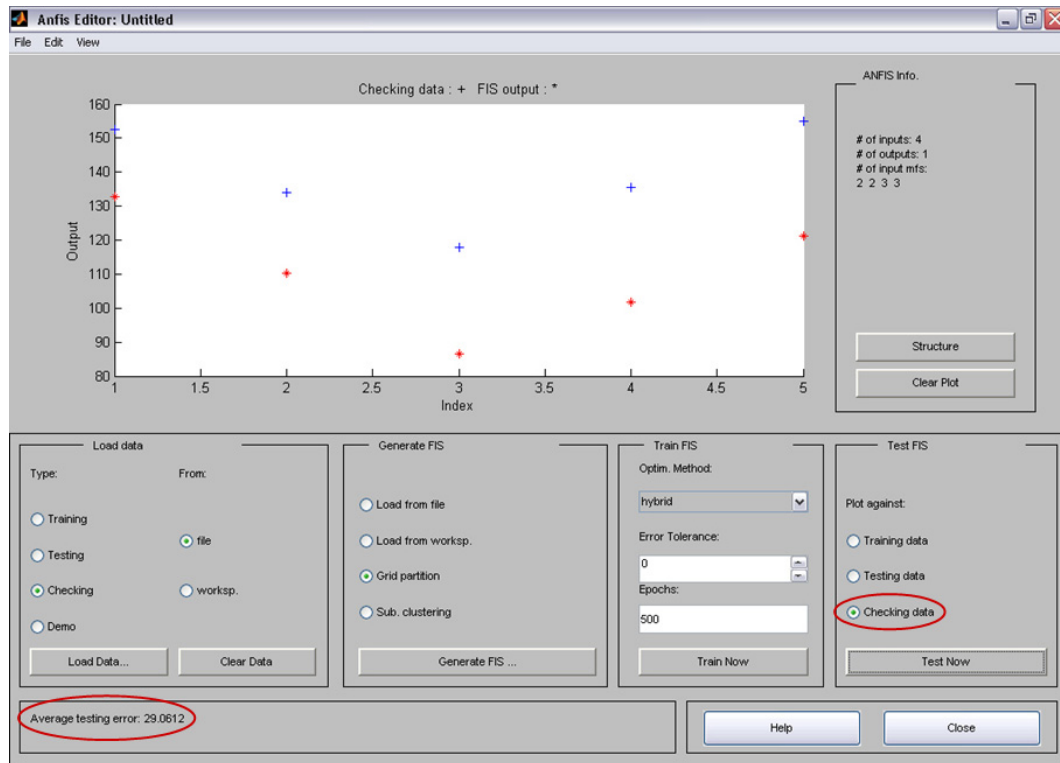 Anfis Editor: Untitled
File Edit View
Checking data : + FIS output : *
160
150
140
130
120
110
100
90
80
Output
1 1.5 2 2.5 3 3.5 4 4.5 5
Index
ANFIS Info.
# of inputs: 4
# of outputs: 1
# of input mfs:
2 2 3 3
Structure
Clear Plot
Load data
Type: From:
Training
Testing
Checking
Demo
file
worksp.
Load Data... Clear Data
Generate FIS
Load from file
Load from worksp.
Grid partition
Sub. clustering
Generate FIS ...
Train FIS
Optim. Method:
hybrid
Error Tolerance:
0
Epochs:
500
Train Now
Test FIS
Plot against:
Training data
Testing data
Checking data
Test Now
Average testing error: 29.0612
Help Close